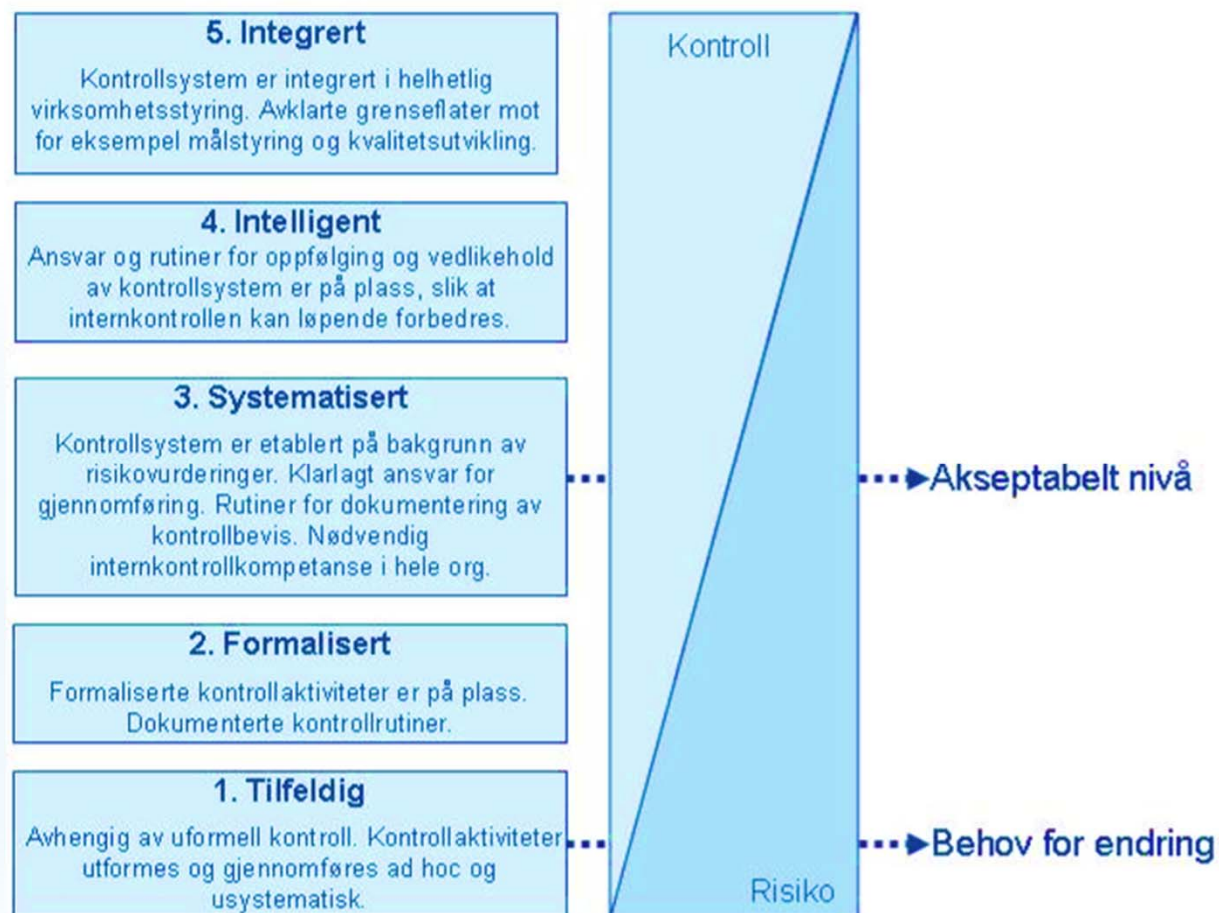 5. Integrert
Kontrollsystem er integrert i helhetlig
virksomhetsstyring. Avklarte grenseflater mot
for eksempel målstyring og kvalitetsutvikling.
4. Intelligent
Ansvar og rutiner for oppfølging og vedlikehold
av kontrollsystem er på plass, slik at
internkontrollen kan løpende forbedres.
3. Systematisert
Kontrollsystem er etablert på bakgrunn av
risikovurderinger. Klarlagt ansvar for
gjennomføring. Rutiner for dokumentering av
kontrollbevis. Nødvendig
internkontrollkompetanse i hele org.
2. Formalisert
Formaliserte kontrollaktiviteter er på plass.
Dokumenterte kontrollrutiner.
1. Tilfeldig
Avhengig av uformell kontroll. Kontrollaktiviteter
utformes og gjennomføres ad hoc og
usystematisk.
Kontroll
Risiko
Akseptabelt nivå
Behov for endring